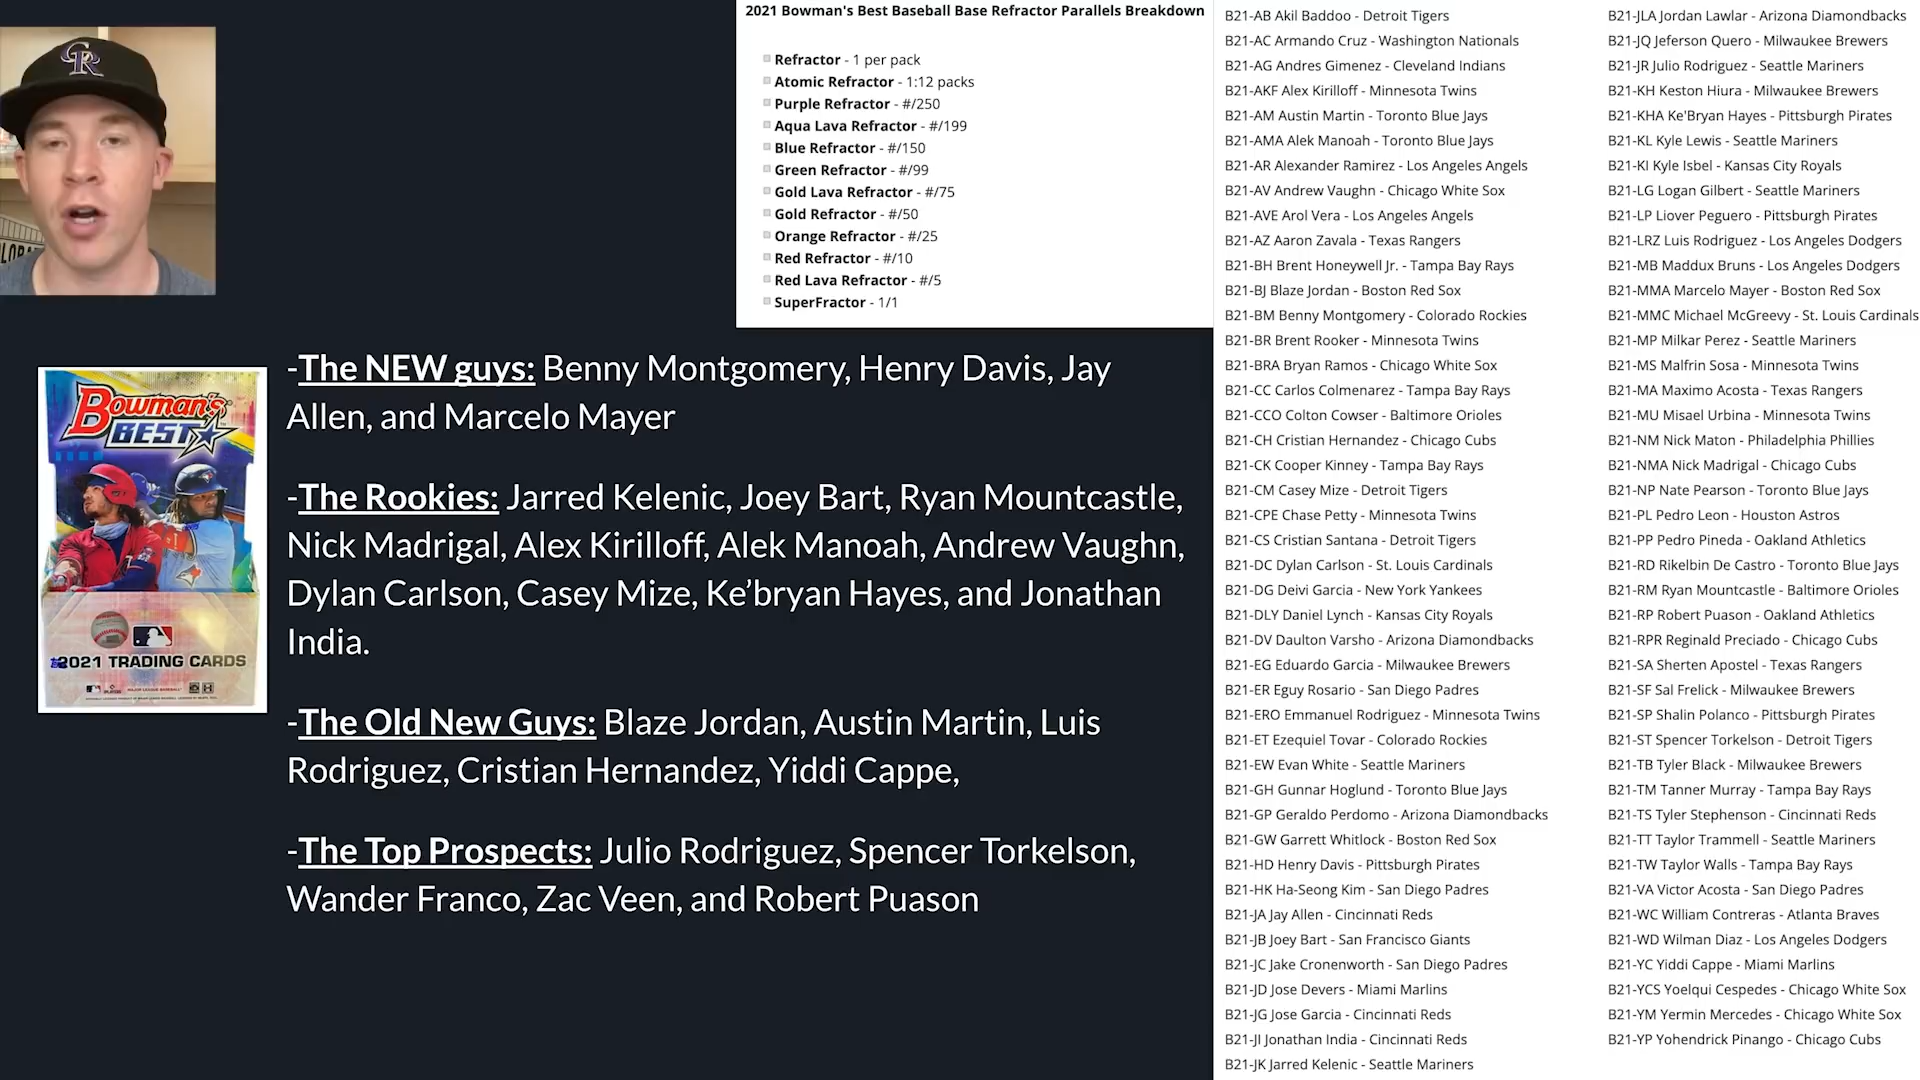 CR
2021 Bowman's Best Baseball Base Refractor Parallels Breakdown
Refractor - 1 per pack
Atomic Refractor - 1:12 packs
Purple Refractor - #/250
Aqua Lava Refractor - #/199
Blue Refractor - #/150
Green Refractor - #/99
Gold Lava Refractor - #/75
Gold Refractor - #/50
Orange Refractor - #/25
Red Refractor - #/10
Red Lava Refractor - #/5
SuperFractor - 1/1
Bowman's
BEST
2021 TRADING CARDS
-The NEW guys: Benny Montgomery, Henry Davis, Jay
Allen, and Marcelo Mayer
-The Rookies: Jarred Kelenic, Joey Bart, Ryan Mountcastle,
Nick Madrigal, Alex Kirilloff, Alek Manoah, Andrew Vaughn,
Dylan Carlson, Casey Mize, Ke’bryan Hayes, and Jonathan
India.
-The Old New Guys: Blaze Jordan, Austin Martin, Luis
Rodriguez, Cristian Hernandez, Yiddi Cappe,
-The Top Prospects: Julio Rodriguez, Spencer Torkelson,
Wander Franco, Zac Veen, and Robert Puason
B21-AB Akil Baddoo - Detroit Tigers
B21-AC Armando Cruz - Washington Nationals
B21-AG Andres Gimenez - Cleveland Indians
B21-AKF Alex Kirilloff - Minnesota Twins
B21-AM Austin Martin - Toronto Blue Jays
B21-AMA Alek Manoah - Toronto Blue Jays
B21-AR Alexander Ramirez - Los Angeles Angels
B21-AV Andrew Vaughn - Chicago White Sox
B21-AVE Arol Vera - Los Angeles Angels
B21-AZ Aaron Zavala - Texas Rangers
B21-BH Brent Honeywell Jr. - Tampa Bay Rays
B21-BJ Blaze Jordan - Boston Red Sox
B21-BM Benny Montgomery - Colorado Rockies
B21-BR Brent Rooker - Minnesota Twins
B21-BRA Bryan Ramos - Chicago White Sox
B21-CC Carlos Colmenarez - Tampa Bay Rays
B21-CCO Colton Cowser - Baltimore Orioles
B21-CH Cristian Hernandez - Chicago Cubs
B21-CK Cooper Kinney - Tampa Bay Rays
B21-CM Casey Mize - Detroit Tigers
B21-CPE Chase Petty - Minnesota Twins
B21-CS Cristian Santana - Detroit Tigers
B21-DC Dylan Carlson - St. Louis Cardinals
B21-DG Deivi Garcia - New York Yankees
B21-DLY Daniel Lynch - Kansas City Royals
B21-DV Daulton Varsho - Arizona Diamondbacks
B21-EG Eduardo Garcia - Milwaukee Brewers
B21-ER Eguy Rosario - San Diego Padres
B21-ERO Emmanuel Rodriguez - Minnesota Twins
B21-ET Ezequiel Tovar - Colorado Rockies
B21-EW Evan White - Seattle Mariners
B21-GH Gunnar Hoglund - Toronto Blue Jays
B21-GP Geraldo Perdomo - Arizona Diamondbacks
B21-GW Garrett Whitlock - Boston Red Sox
B21-HD Henry Davis - Pittsburgh Pirates
B21-HK Ha-Seong Kim - San Diego Padres
B21-JA Jay Allen - Cincinnati Reds
B21-JB Joey Bart - San Francisco Giants
B21-JC Jake Cronenworth - San Diego Padres
B21-JD Jose Devers - Miami Marlins
B21-JG Jose Garcia - Cincinnati Reds
B21-JI Jonathan India - Cincinnati Reds
B21-JK Jarred Kelenic - Seattle Mariners
B21-JLA Jordan Lawlar - Arizona Diamondbacks
B21-JQ Jeferson Quero - Milwaukee Brewers
B21-JR Julio Rodriguez - Seattle Mariners
B21-KH Keston Hiura - Milwaukee Brewers
B21-KHA Ke'Bryan Hayes - Pittsburgh Pirates
B21-KL Kyle Lewis - Seattle Mariners
B21-KI Kyle Isbel - Kansas City Royals
B21-LG Logan Gilbert - Seattle Mariners
B21-LP Liover Peguero - Pittsburgh Pirates
B21-LRZ Luis Rodriguez - Los Angeles Dodgers
B21-MB Maddux Bruns - Los Angeles Dodgers
B21-MMA Marcelo Mayer - Boston Red Sox
B21-MMC Michael McGreevy - St. Louis Cardinals
B21-MP Milkar Perez - Seattle Mariners
B21-MS Malfrin Sosa - Minnesota Twins
B21-MA Maximo Acosta - Texas Rangers
B21-MU Misael Urbina - Minnesota Twins
B21-NM Nick Maton - Philadelphia Phillies
B21-NMA Nick Madrigal - Chicago Cubs
B21-NP Nate Pearson - Toronto Blue Jays
B21-PL Pedro Leon - Houston Astros
B21-PP Pedro Pineda - Oakland Athletics
B21-RD Rikelbin De Castro - Toronto Blue Jays
B21-RM Ryan Mountcastle - Baltimore Orioles
B21-RP Robert Puason - Oakland Athletics
B21-RPR Reginald Preciado - Chicago Cubs
B21-SA Sherten Apostel - Texas Rangers
B21-SF Sal Frelick - Milwaukee Brewers
B21-SP Shalin Polanco - Pittsburgh Pirates
B21-ST Spencer Torkelson - Detroit Tigers
B21-TB Tyler Black - Milwaukee Brewers
B21-TM Tanner Murray - Tampa Bay Rays
B21-TS Tyler Stephenson - Cincinnati Reds
B21-TT Taylor Trammell - Seattle Mariners
B21-TW Taylor Walls - Tampa Bay Rays
B21-VA Victor Acosta - San Diego Padres
B21-WC William Contreras - Atlanta Braves
B21-WD Wilman Diaz - Los Angeles Dodgers
B21-YC Yiddi Cappe - Miami Marlins
B21-YCS Yoelqui Cespedes - Chicago White Sox
B21-YM Yermin Mercedes - Chicago White Sox
B21-YP Yohendrick Pinango - Chicago Cubs